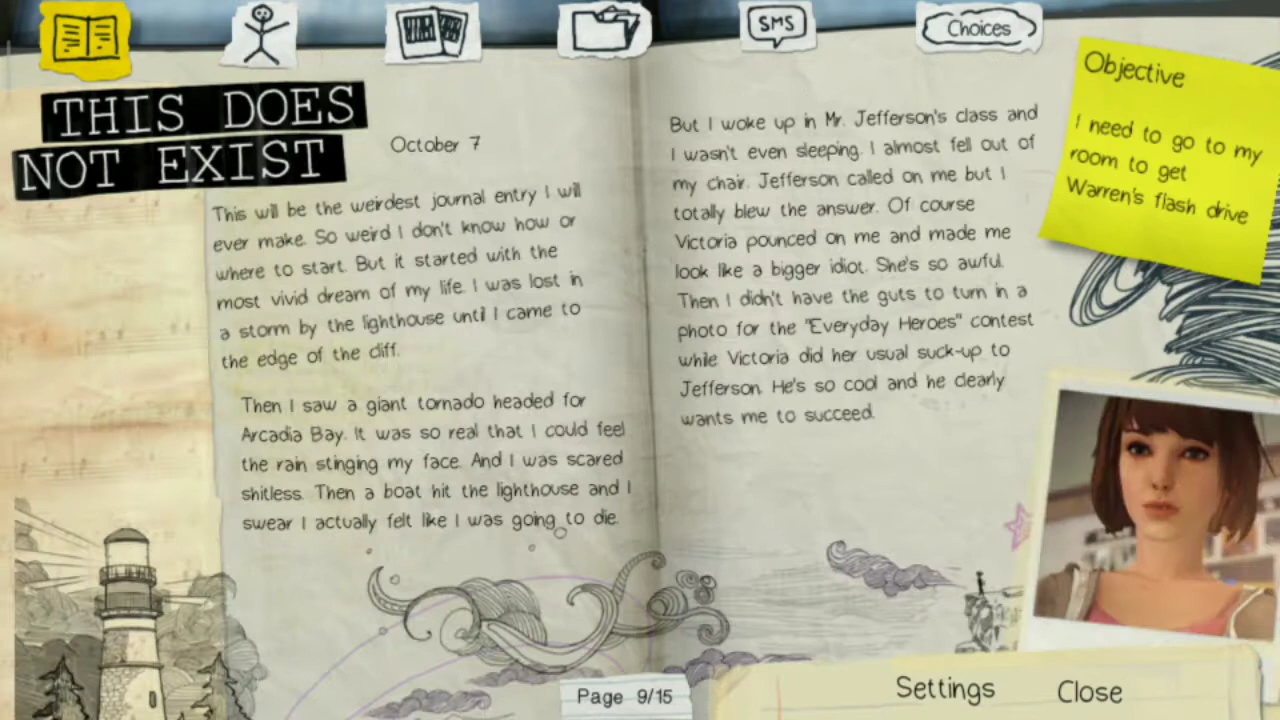 SMS
Choices
THIS DOES
NOT EXIST
October 7
This will be the weirdest journal entry I will
ever make. So weird I don't know how or
where to start. But it started with the
most vivid dream of my life. I was lost in
a storm by the lighthouse until I came to
the edge of the cliff.
Then I saw a giant tornado headed for
Arcadia Bay. It was so real that I could feel
the rain stinging my face. And I was scared
shitless. Then a boat hit the lighthouse and I
swear I actually felt like I was going to die.
But I woke up in Mr. Jefferson's class and
I wasn't even sleeping. I almost fell out of
my chair. Jefferson called on me but I
totally blew the answer. Of course
Victoria pounced on me and made me
look like a bigger idiot. She's so awful.
Then I didn't have the guts to turn in a
photo for the "Everyday Heroes" contest
while Victoria did her usual suck-up to
Jefferson. He's so cool and he clearly
wants me to succeed.
Objective
I need to go to my
room to get
Warren's flash drive
Page 9/15
Settings
Close